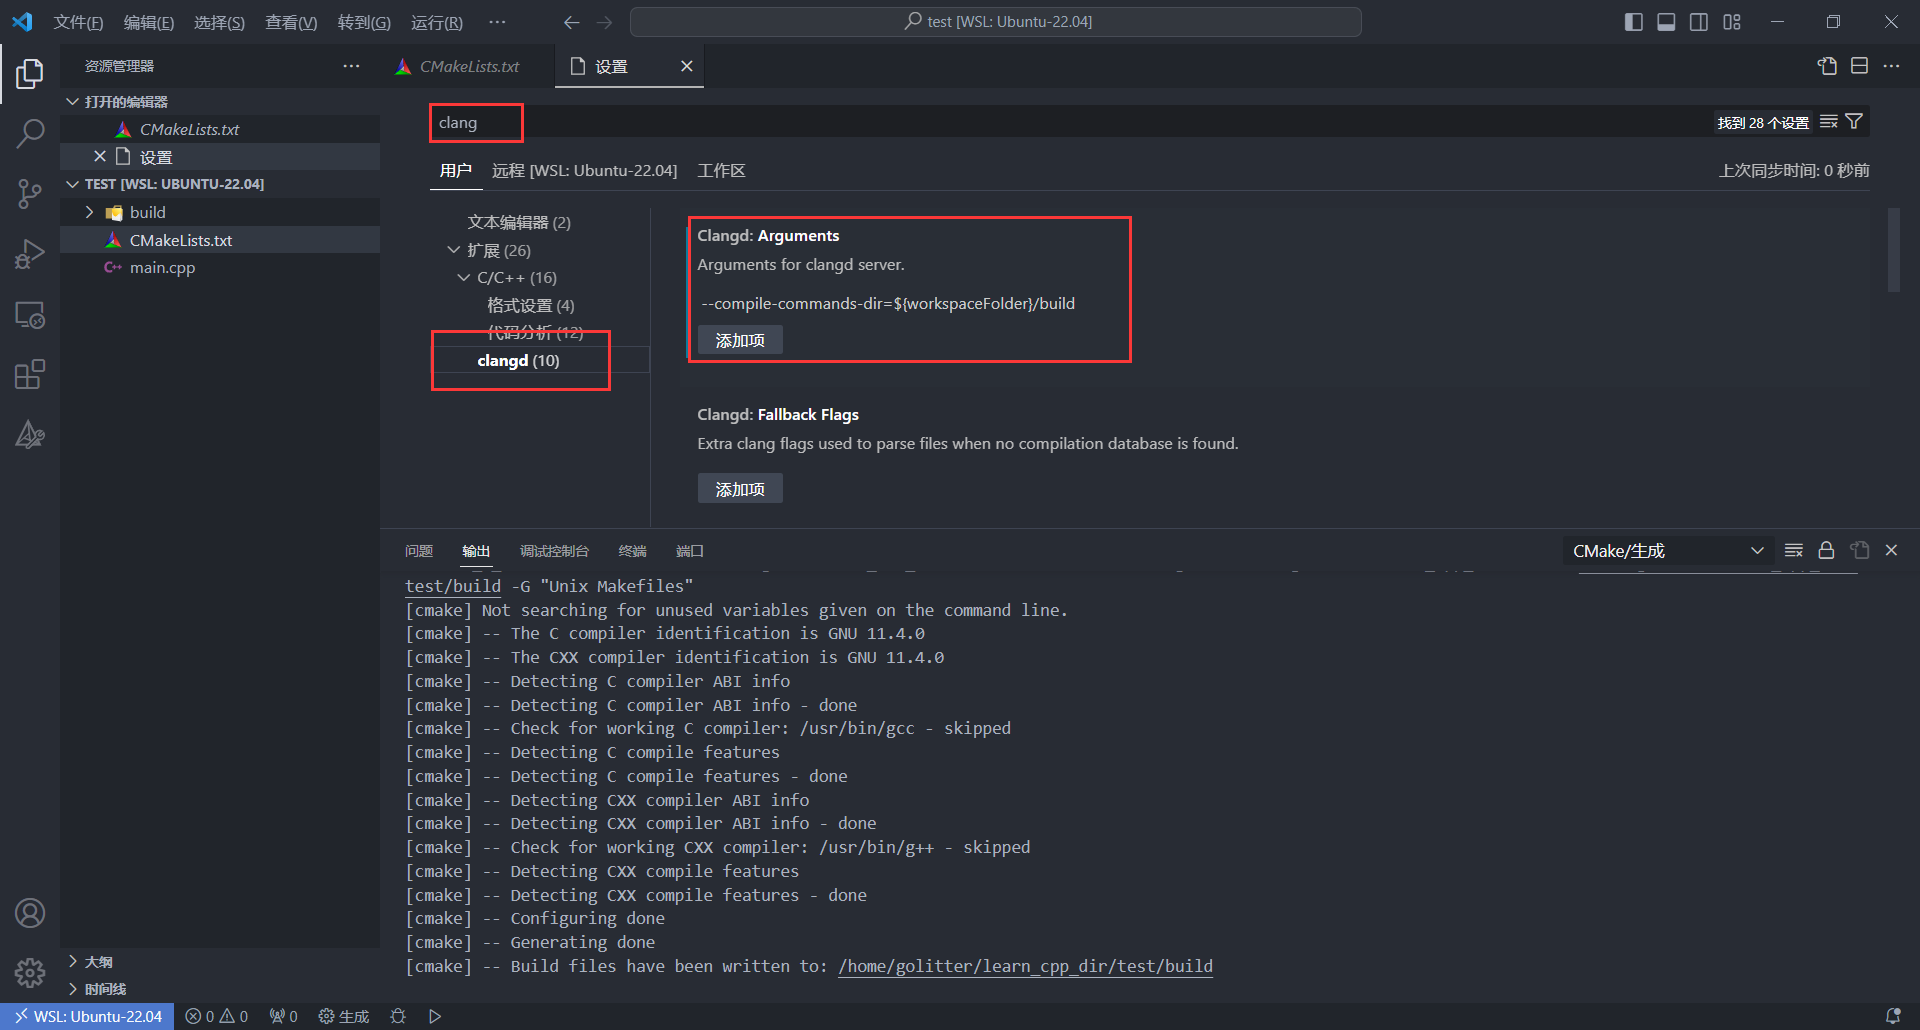 文件(F) 编辑(E) 选择(S) 查看(V) 转到(G) 运行(R) ··· test [WSL: Ubuntu-22.04]
资源管理器 ···
CMakeLists.txt 设置
打开的编辑器
CMakeLists.txt
设置
TEST [WSL: UBUNTU-22.04]
build
CMakeLists.txt
main.cpp
大纲
时间线
clang
找到 28 个设置
用户 远程 [WSL: Ubuntu-22.04] 工作区
上次同步时间: 0 秒前
文本编辑器 (2)
扩展 (26)
C/C++ (16)
格式设置 (4)
代码分析 (12)
clangd (10)
Clangd: Arguments
Arguments for clangd server.
--compile-commands-dir=${workspaceFolder}/build
添加项
Clangd: Fallback Flags
Extra clang flags used to parse files when no compilation database is found.
添加项
问题 输出 调试控制台 终端 端口
CMake/生成
test/build -G "Unix Makefiles"
[cmake] Not searching for unused variables given on the command line.
[cmake] -- The C compiler identification is GNU 11.4.0
[cmake] -- The CXX compiler identification is GNU 11.4.0
[cmake] -- Detecting C compiler ABI info
[cmake] -- Detecting C compiler ABI info - done
[cmake] -- Check for working C compiler: /usr/bin/gcc - skipped
[cmake] -- Detecting C compile features
[cmake] -- Detecting C compile features - done
[cmake] -- Detecting CXX compiler ABI info
[cmake] -- Detecting CXX compiler ABI info - done
[cmake] -- Check for working CXX compiler: /usr/bin/g++ - skipped
[cmake] -- Detecting CXX compile features
[cmake] -- Detecting CXX compile features - done
[cmake] -- Configuring done
[cmake] -- Generating done
[cmake] -- Build files have been written to: /home/golitter/learn_cpp_dir/test/build
WSL: Ubuntu-22.04 0 0 0 生成